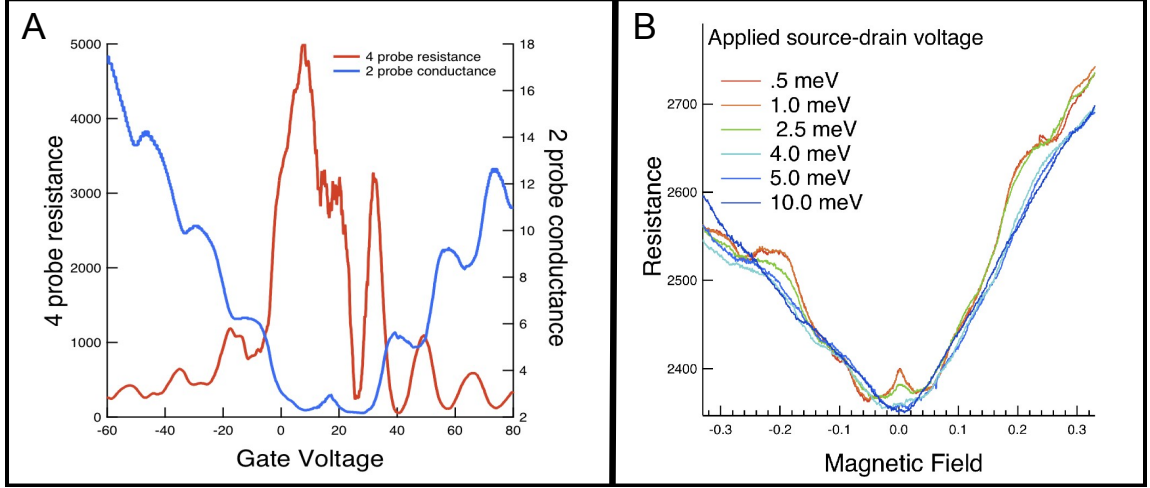 A
5000
4000
3000
2000
1000
0
4 probe resistance
4 probe resistance
2 probe conductance
18
16
14
12
10
8
6
4
2
2 probe conductance
-60
-40
-20
0
20
40
60
80
Gate Voltage
B
Applied source-drain voltage
.5 meV
1.0 meV
2.5 meV
4.0 meV
5.0 meV
10.0 meV
2700
2600
2500
2400
Resistance
-0.3
-0.2
-0.1
0.0
0.1
0.2
0.3
Magnetic Field